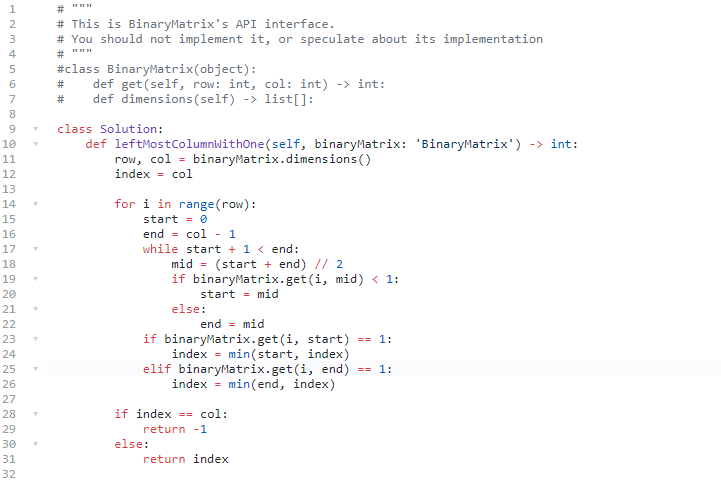 1 # """
2 # This is BinaryMatrix's API interface.
3 # You should not implement it, or speculate about its implementation
4 # """
5 #class BinaryMatrix(object):
6 #    def get(self, row: int, col: int) -> int:
7 #    def dimensions(self) -> list[]:
8
9 class Solution:
10     def leftMostColumnWithOne(self, binaryMatrix: 'BinaryMatrix') -> int:
11         row, col = binaryMatrix.dimensions()
12         index = col
13
14         for i in range(row):
15             start = 0
16             end = col - 1
17             while start + 1 < end:
18                 mid = (start + end) // 2
19                 if binaryMatrix.get(i, mid) < 1:
20                     start = mid
21                 else:
22                     end = mid
23             if binaryMatrix.get(i, start) == 1:
24                 index = min(start, index)
25             elif binaryMatrix.get(i, end) == 1:
26                 index = min(end, index)
27
28         if index == col:
29             return -1
30         else:
31             return index
32